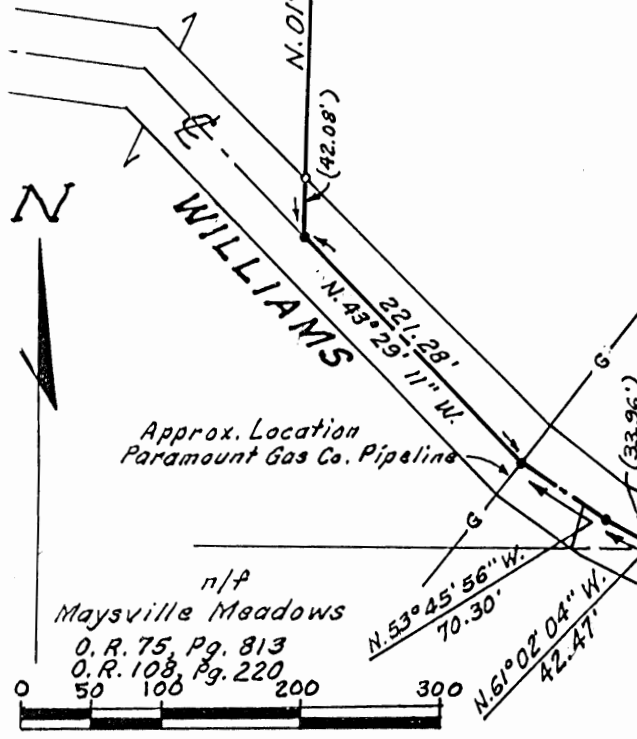 N. 01
(42.08')
℄
N
WILLIAMS
221.28'
N. 43° 29' 11" W.
G
Approx. Location
Paramount Gas Co. Pipeline
(33.96')
G
n/f
Maysville Meadows
O. R. 75, Pg. 813
O. R. 108, Pg. 220
N. 53° 45' 56" W.
70.30'
N. 61° 02' 04" W.
42.47'
0 50 100 200 300